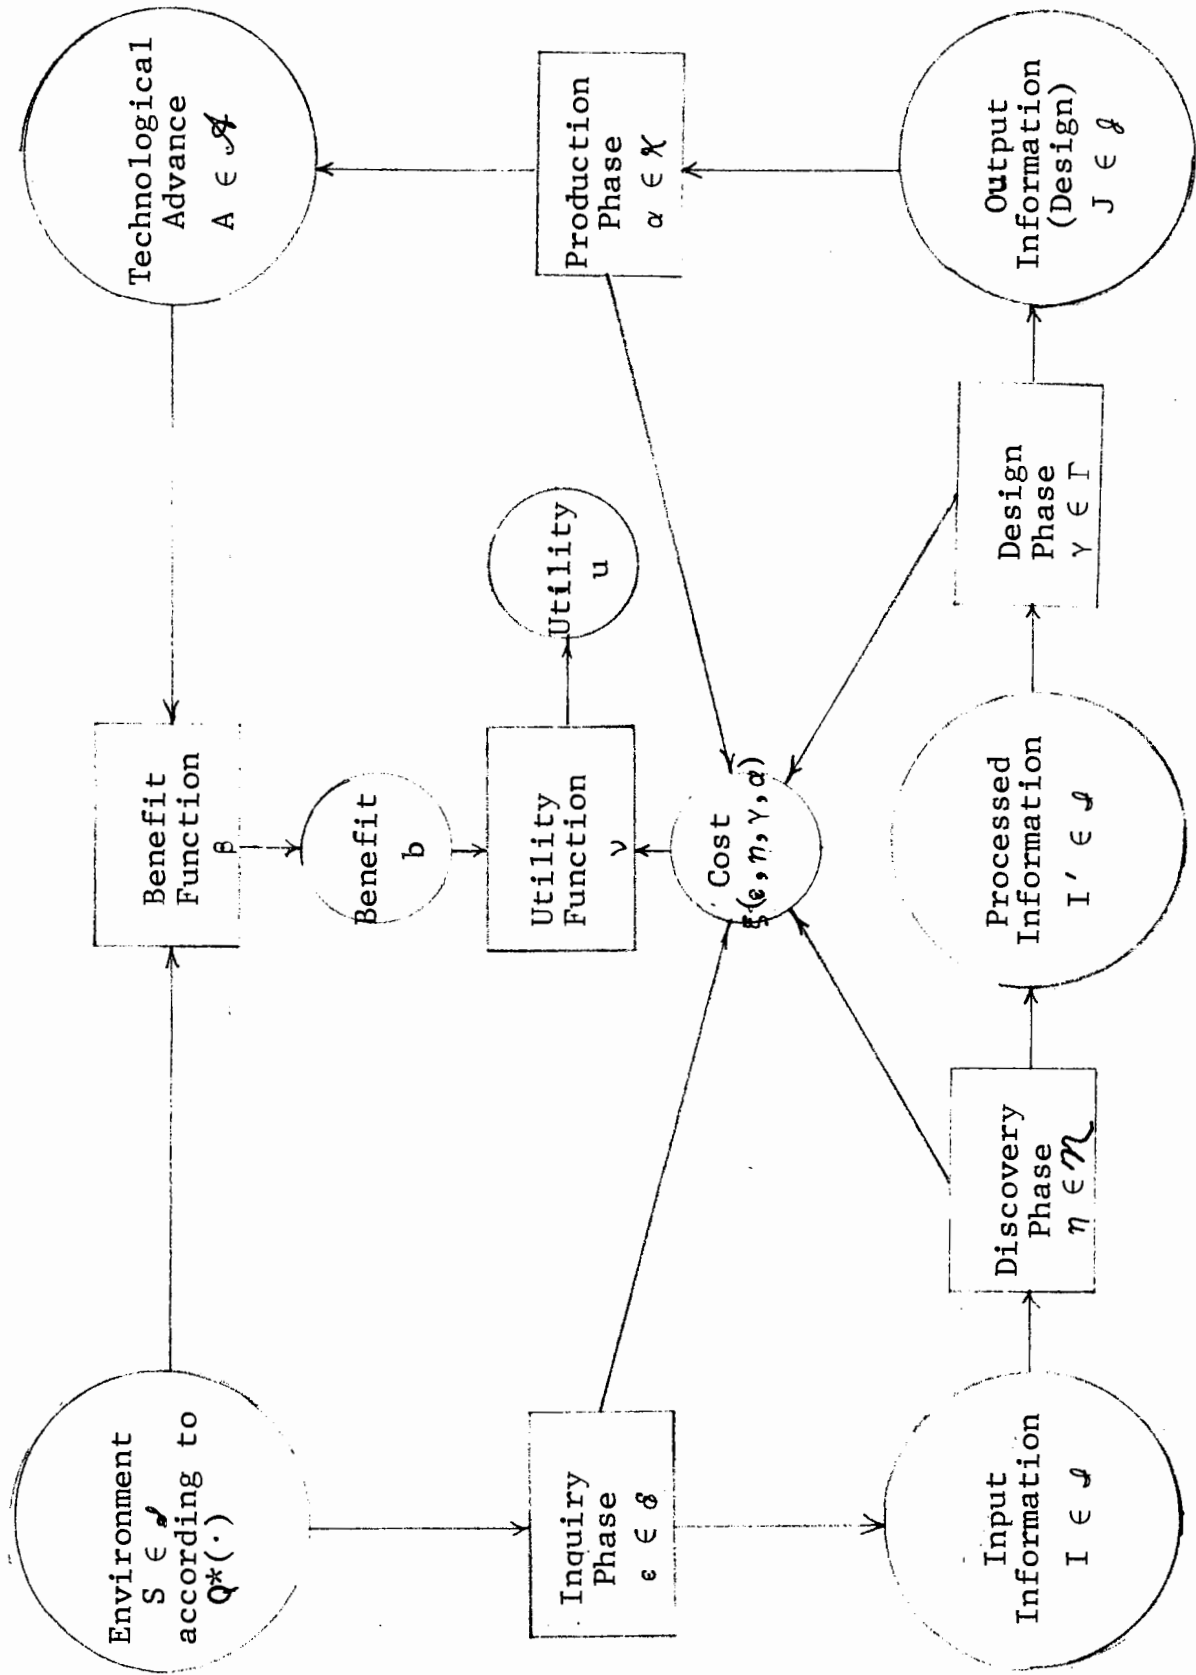 Environment
S ∈ 𝒮
according to
Q*(·)
Benefit
Function
β
Technological
Advance
A ∈ 𝒜
Benefit
b
Utility
Function
ν
Utility
u
Inquiry
Phase
ε ∈ ℰ
Cost
ξ(ε,η,γ,α)
Production
Phase
α ∈ 𝒦
Input
Information
I ∈ ℐ
Discovery
Phase
η ∈ 𝒩
Processed
Information
I' ∈ ℐ
Design
Phase
γ ∈ Γ
Output
Information
(Design)
J ∈ 𝒥